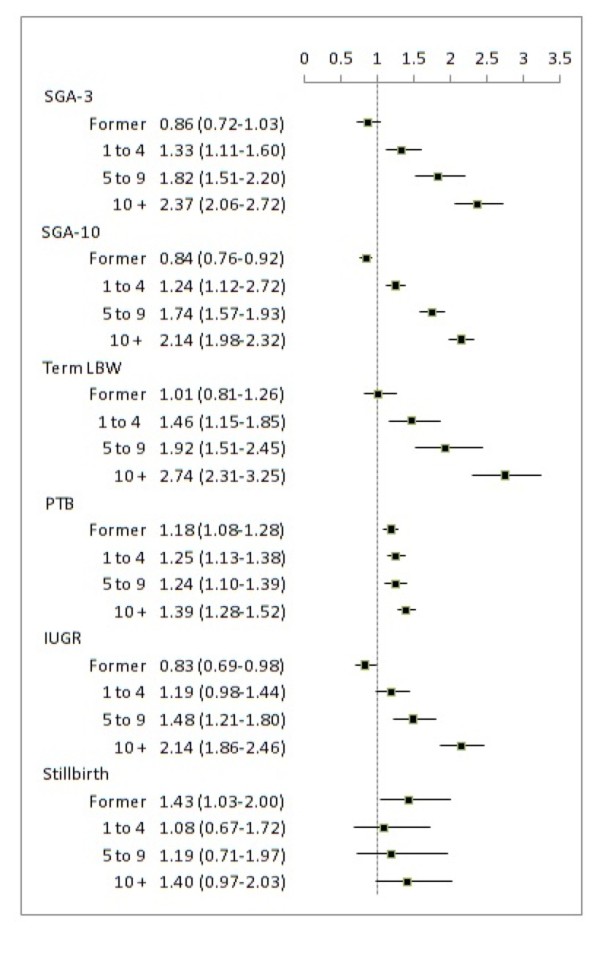 0 0.5 1 1.5 2 2.5 3 3.5
SGA-3
Former 0.86 (0.72-1.03)
1 to 4 1.33 (1.11-1.60)
5 to 9 1.82 (1.51-2.20)
10 + 2.37 (2.06-2.72)
SGA-10
Former 0.84 (0.76-0.92)
1 to 4 1.24 (1.12-2.72)
5 to 9 1.74 (1.57-1.93)
10 + 2.14 (1.98-2.32)
Term LBW
Former 1.01 (0.81-1.26)
1 to 4 1.46 (1.15-1.85)
5 to 9 1.92 (1.51-2.45)
10 + 2.74 (2.31-3.25)
PTB
Former 1.18 (1.08-1.28)
1 to 4 1.25 (1.13-1.38)
5 to 9 1.24 (1.10-1.39)
10 + 1.39 (1.28-1.52)
IUGR
Former 0.83 (0.69-0.98)
1 to 4 1.19 (0.98-1.44)
5 to 9 1.48 (1.21-1.80)
10 + 2.14 (1.86-2.46)
Stillbirth
Former 1.43 (1.03-2.00)
1 to 4 1.08 (0.67-1.72)
5 to 9 1.19 (0.71-1.97)
10 + 1.40 (0.97-2.03)